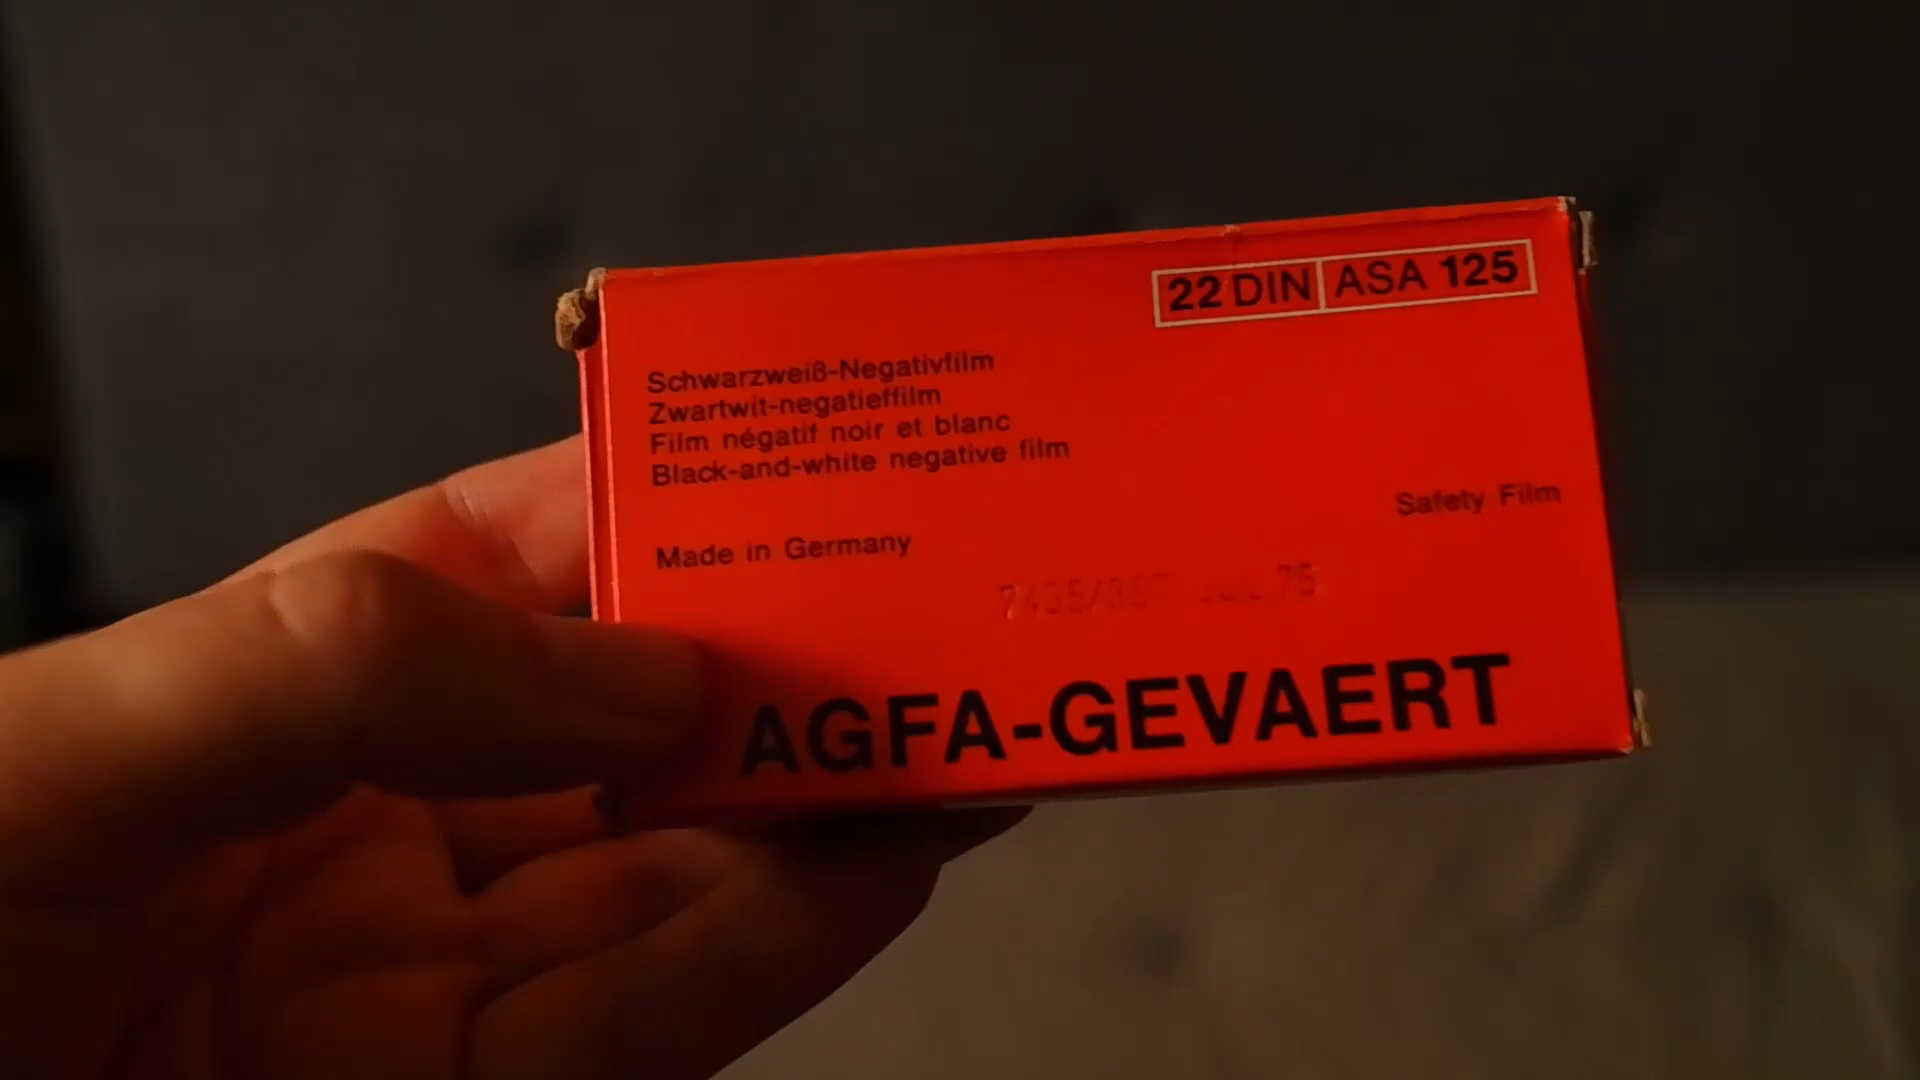 22 DIN ASA 125
Schwarzweiß-Negativfilm
Zwartwit-negatieffilm
Film négatif noir et blanc
Black-and-white negative film
Safety Film
Made in Germany
AGFA-GEVAERT